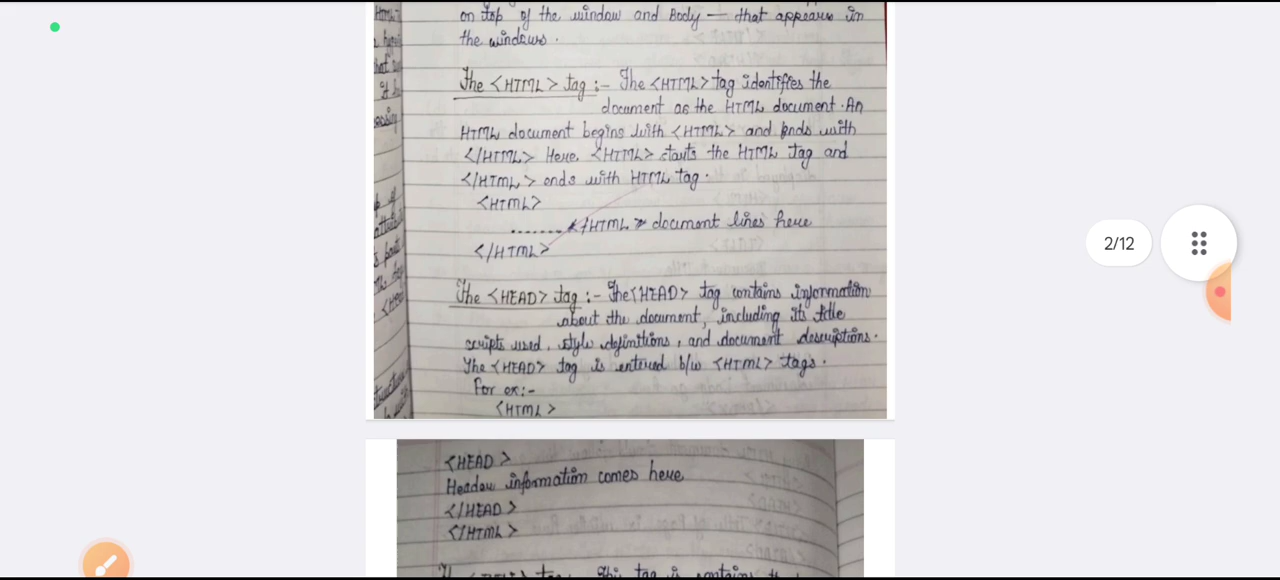 on top of the window and Body — that appears in
the windows.
The <HTML> tag :- The <HTML> tag identifies the
document as the HTML document. An
HTML document begins with <HTML> and ends with
</HTML> Here, <HTML> starts the HTML tag and
</HTML> ends with HTML tag.
<HTML>
....... </HTML> document lines here
</HTML>
The <HEAD> tag :- The <HEAD> tag contains information
about the document, including its title
scripts used, style definitions, and document descriptions.
The <HEAD> tag is entered b/w <HTML> tags.
For ex:-
<HTML>
2/12
<HEAD>
Header information comes here
</HEAD>
</HTML>